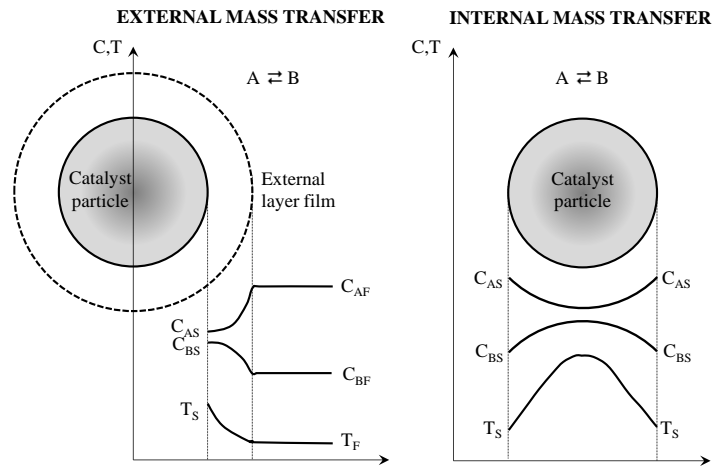 EXTERNAL MASS TRANSFER
C,T
A ⇄ B
Catalyst
particle
External
layer film
C_AF
C_AS
C_BS
C_BF
T_S
T_F
INTERNAL MASS TRANSFER
C,T
A ⇄ B
Catalyst
particle
C_AS C_AS
C_BS C_BS
T_S T_S